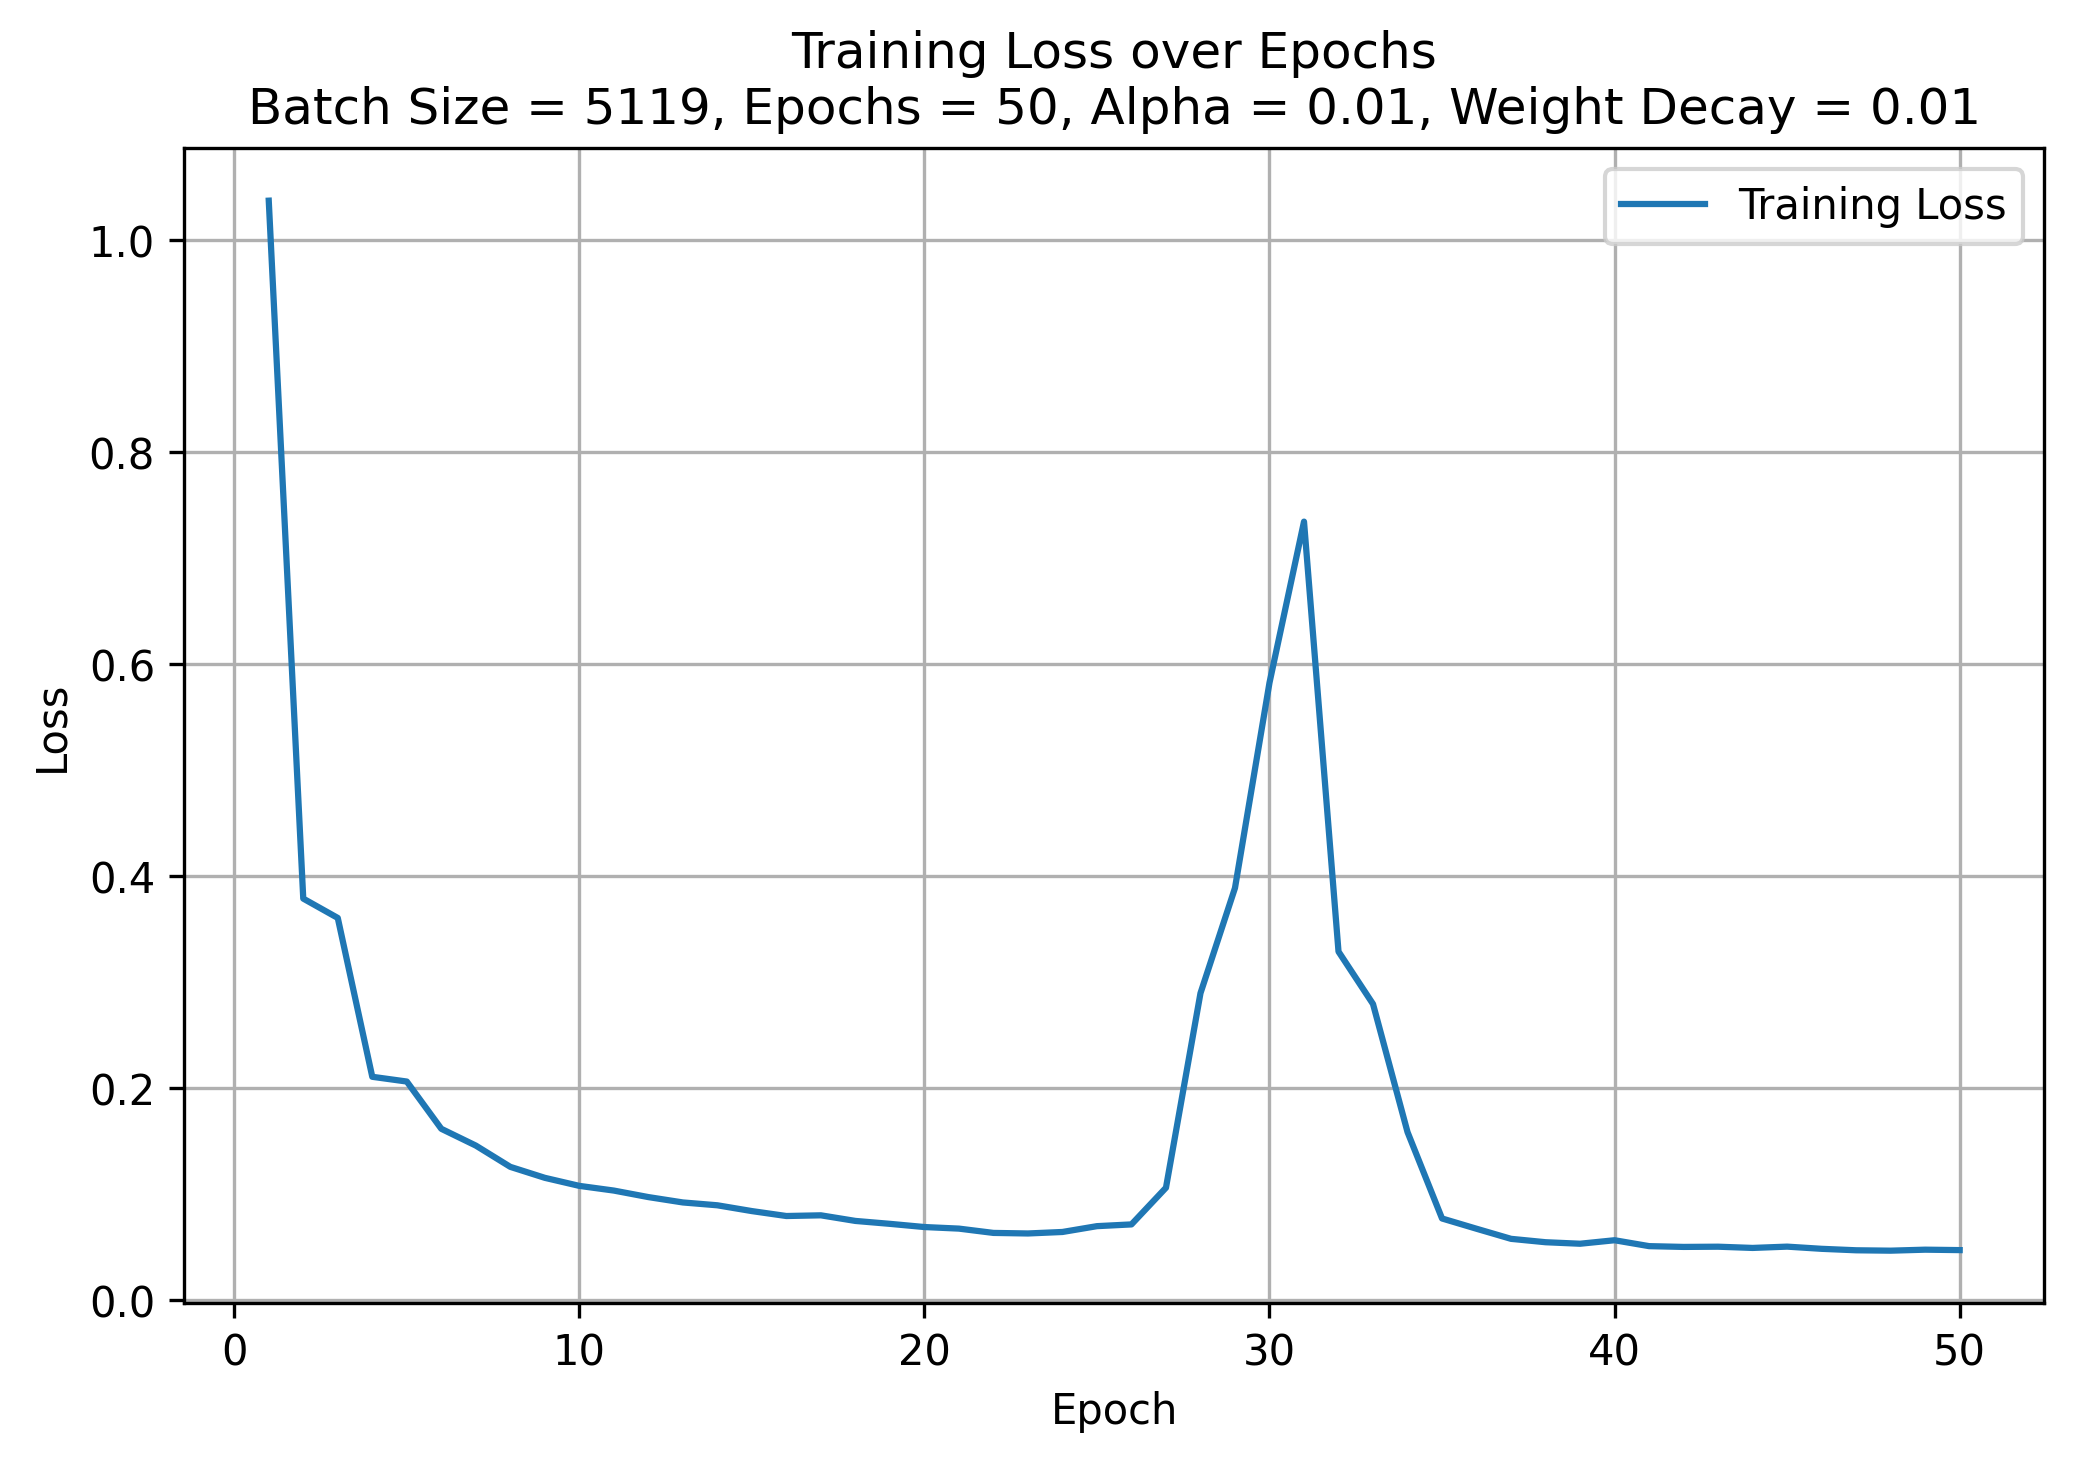 Training Loss over Epochs
Batch Size = 5119, Epochs = 50, Alpha = 0.01, Weight Decay = 0.01
Training Loss
1.0
0.8
0.6
0.4
0.2
0.0
Loss
0 10 20 30 40 50
Epoch